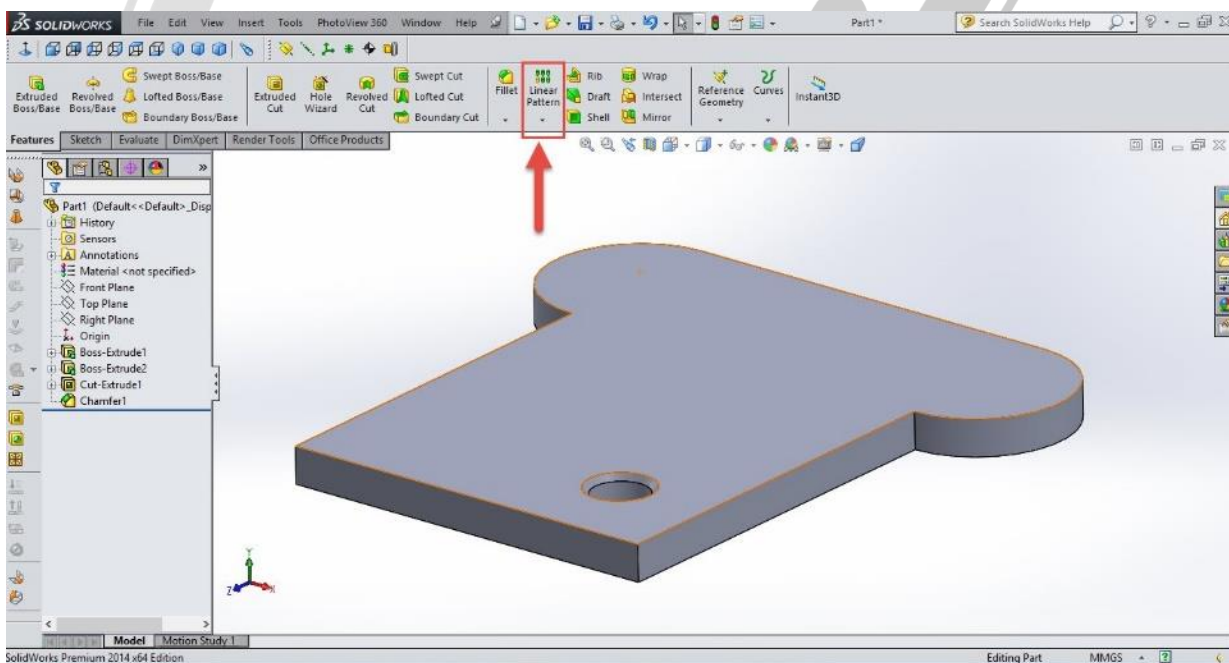 SOLIDWORKS File Edit View Insert Tools PhotoView 360 Window Help Part1 * Search SolidWorks Help
Extruded Boss/Base
Revolved Boss/Base
Swept Boss/Base
Lofted Boss/Base
Boundary Boss/Base
Extruded Cut
Hole Wizard
Revolved Cut
Swept Cut
Lofted Cut
Boundary Cut
Fillet
Linear Pattern
Rib
Draft
Shell
Wrap
Intersect
Mirror
Reference Geometry
Curves
Instant3D
Features Sketch Evaluate DimXpert Render Tools Office Products
Part1 (Default<<Default>_Disp
History
Sensors
Annotations
Material <not specified>
Front Plane
Top Plane
Right Plane
Origin
Boss-Extrude1
Boss-Extrude2
Cut-Extrude1
Chamfer1
Y
Z X
Model Motion Study 1
SolidWorks Premium 2014 x64 Edition Editing Part MMGS